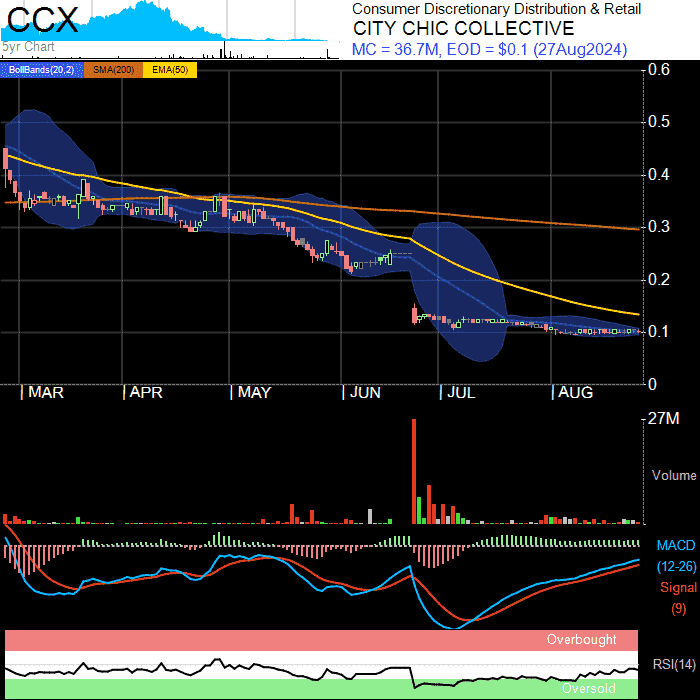 CCX
5yr Chart
Consumer Discretionary Distribution & Retail
CITY CHIC COLLECTIVE
MC = 36.7M, EOD = $0.1 (27Aug2024)
BollBands(20,2) SMA(200) EMA(50)
0.6
0.5
0.4
0.3
0.2
0.1
0
MAR APR MAY JUN JUL AUG
27M
Volume
MACD
(12-26)
Signal
(9)
Overbought
RSI(14)
Oversold